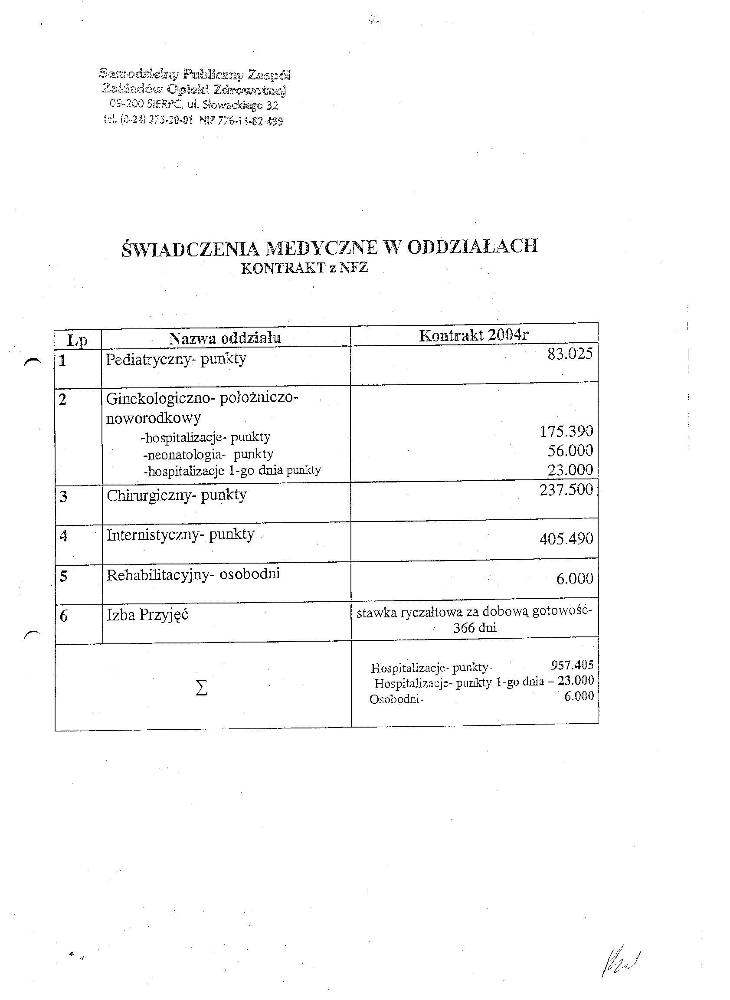 Samodzielny Publiczny Zespół
Zakładów Opieki Zdrowotnej
09-200 SIERPC, ul. Słowackiego 32
tel. (0-24) 275-20-01 NIP 776-14-82-499
ŚWIADCZENIA MEDYCZNE W ODDZIAŁACH
KONTRAKT z NFZ
Lp Nazwa oddziału Kontrakt 2004r
1 Pediatryczny- punkty 83.025
2 Ginekologiczno- położniczo-
noworodkowy
-hospitalizacje- punkty 175.390
-neonatologia- punkty 56.000
-hospitalizacje 1-go dnia punkty 23.000
3 Chirurgiczny- punkty 237.500
4 Internistyczny- punkty 405.490
5 Rehabilitacyjny- osobodni 6.000
6 Izba Przyjęć stawka ryczałtowa za dobową gotowość-
366 dni
Σ
Hospitalizacje- punkty- 957.405
Hospitalizacje- punkty 1-go dnia – 23.000
Osobodni- 6.000